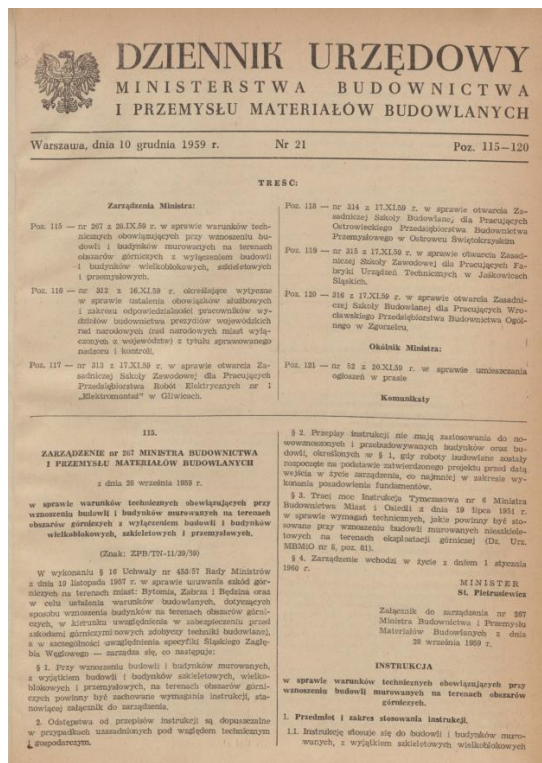 DZIENNIK URZĘDOWY
MINISTERSTWA BUDOWNICTWA
I PRZEMYSŁU MATERIAŁÓW BUDOWLANYCH
Warszawa, dnia 10 grudnia 1959 r. Nr 21 Poz. 115—120
TREŚĆ:
Zarządzenia Ministra:
Poz. 115 — nr 267 z 28.IX.59 r. w sprawie warunków tech-
nicznych obowiązujących przy wznoszeniu bu-
dowli i budynków murowanych na terenach
obszarów górniczych z wyłączeniem budowli
i budynków wielkoblokowych, szkieletowych
i przemysłowych.
Poz. 116 — nr 312 z 16.XI.59 r. określające wytyczne
w sprawie ustalenia obowiązków służbowych
i zakresu odpowiedzialności pracowników wy-
działów budownictwa prezydiów wojewódzkich
rad narodowych (rad narodowych miast wyłą-
czonych z województw) z tytułu sprawowanego
nadzoru i kontroli,
Poz. 117 — nr 313 z 17.XI.59 r. w sprawie otwarcia Za-
sadniczej Szkoły Zawodowej dla Pracujących
Przedsiębiorstwa Robót Elektrycznych nr 1
„Elektromontaż” w Gliwicach.
Poz. 118 — nr 314 z 17.XI.59 r. w sprawie otwarcia Za-
sadniczej Szkoły Budowlanej dla Pracujących
Ostrowieckiego Przedsiębiorstwa Budownictwa
Przemysłowego w Ostrowcu Świętokrzyskim
Poz. 119 — nr 315 z 17.XI.59 r. w sprawie otwarcia Zasad-
niczej Szkoły Zawodowej dla Pracujących Fa-
bryki Urządzeń Technicznych w Jaśkowicach
Śląskich.
Poz. 120 — 316 z 17.XI.59 r. w sprawie otwarcia Zasadni-
czej Szkoły Budowlanej dla Pracujących Wro-
cławskiego Przedsiębiorstwa Budownictwa Ogól-
nego w Zgorzelcu.
Okólnik Ministra:
Poz. 121 — nr 52 z 20.XI.59 r. w sprawie umieszczania
ogłoszeń w prasie
Komunikaty
115.
ZARZĄDZENIE nr 267 MINISTRA BUDOWNICTWA
I PRZEMYSŁU MATERIAŁÓW BUDOWLANYCH
z dnia 28 września 1959 r.
w sprawie warunków technicznych obowiązujących przy
wznoszeniu budowli i budynków murowanych na terenach
obszarów górniczych z wyłączeniem budowli i budynków
wielkoblokowych, szkieletowych i przemysłowych.
(Znak: ZPB/TN-11/39/59)
W wykonaniu § 16 Uchwały nr 453/57 Rady Ministrów
z dnia 19 listopada 1957 r. w sprawie usuwania szkód gór-
niczych na terenach miast: Bytomia, Zabrza i Będzina oraz
w celu ustalenia warunków budowlanych, dotyczących
sposobu wznoszenia budynków na terenach obszarów górni-
czych, w kierunku uwzględnienia w zabezpieczeniu przed
szkodami górniczymi nowych zdobyczy techniki budowlanej,
a w szczególności uwzględnienia specyfiki Śląskiego Zagłę-
bia Węglowego — zarządza się, co następuje:
§ 1. Przy wznoszeniu budowli i budynków murowanych,
z wyjątkiem budowli i budynków szkieletowych, wielko-
blokowych i przemysłowych, na terenach obszarów górni-
czych powinny być zachowane wymagania instrukcji, sta-
nowiącej załącznik do zarządzenia.
2. Odstępstwa od przepisów instrukcji są dopuszczalne
w przypadkach uzasadnionych pod względem technicznym
i gospodarczym.
§ 2. Przepisy instrukcji nie mają zastosowania do no-
wowznoszonych i przebudowywanych budynków oraz bu-
dowli, określonych w § 1, gdy roboty budowlane zostały
rozpoczęte na podstawie zatwierdzonego projektu przed datą
wejścia w życie zarządzenia, co najmniej w zakresie wy-
konania posadowienia fundamentów.
§ 3. Traci moc Instrukcja Tymczasowa nr 6 Ministra
Budownictwa Miast i Osiedli z dnia 19 lipca 1951 r.
w sprawie wymagań technicznych, jakie powinny być sto-
sowane przy wznoszeniu budowli murowanych nieszkiele-
towych na terenach eksploatacji górniczej (Dz. Urz.
MBMiO nr 8, poz. 81).
§ 4. Zarządzenie wchodzi w życie z dniem 1 stycznia
1960 r.
MINISTER
St. Pietrusiewicz
Załącznik do zarządzenia nr 267
Ministra Budownictwa i Przemysłu
Materiałów Budowlanych z dnia
28 września 1959 r.
INSTRUKCJA
w sprawie warunków technicznych obowiązujących przy
wznoszeniu budowli murowanych na terenach obszarów
górniczych.
1. Przedmiot i zakres stosowania instrukcji.
1.1. Instrukcję stosuje się do budowli i budynków muro-
wanych, z wyjątkiem szkieletowych wielkoblokowych